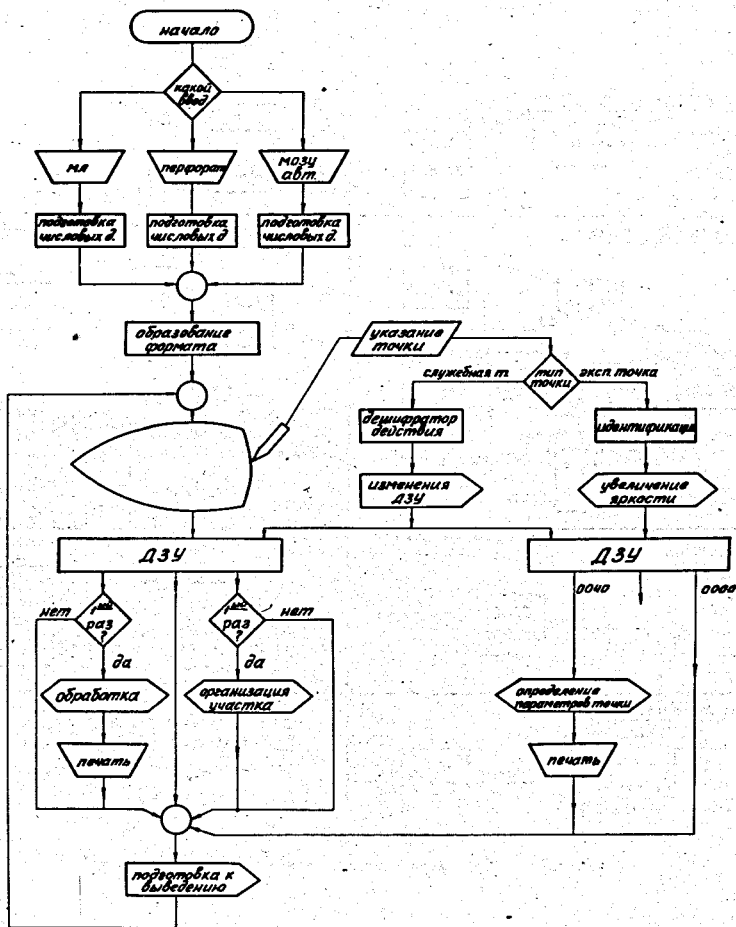 начало
какой
ввод
мл
перфорат
МОЗУ
авт.
подготовка
числовых д.
подготовка
числовых д
подготовка
числовых д.
образование
формата
указание
точки
служебная т.
тип
точки
эксп. точка
дешифратор
действия
идентификация
изменения
ДЗУ
увеличение
яркости
ДЗУ
ДЗУ
нет
1ый
раз
?
да
1ый
раз
?
нет
да
0040
0000
обработка
организация
участка
определение
параметров точки
печать
печать
подготовка к
выведению